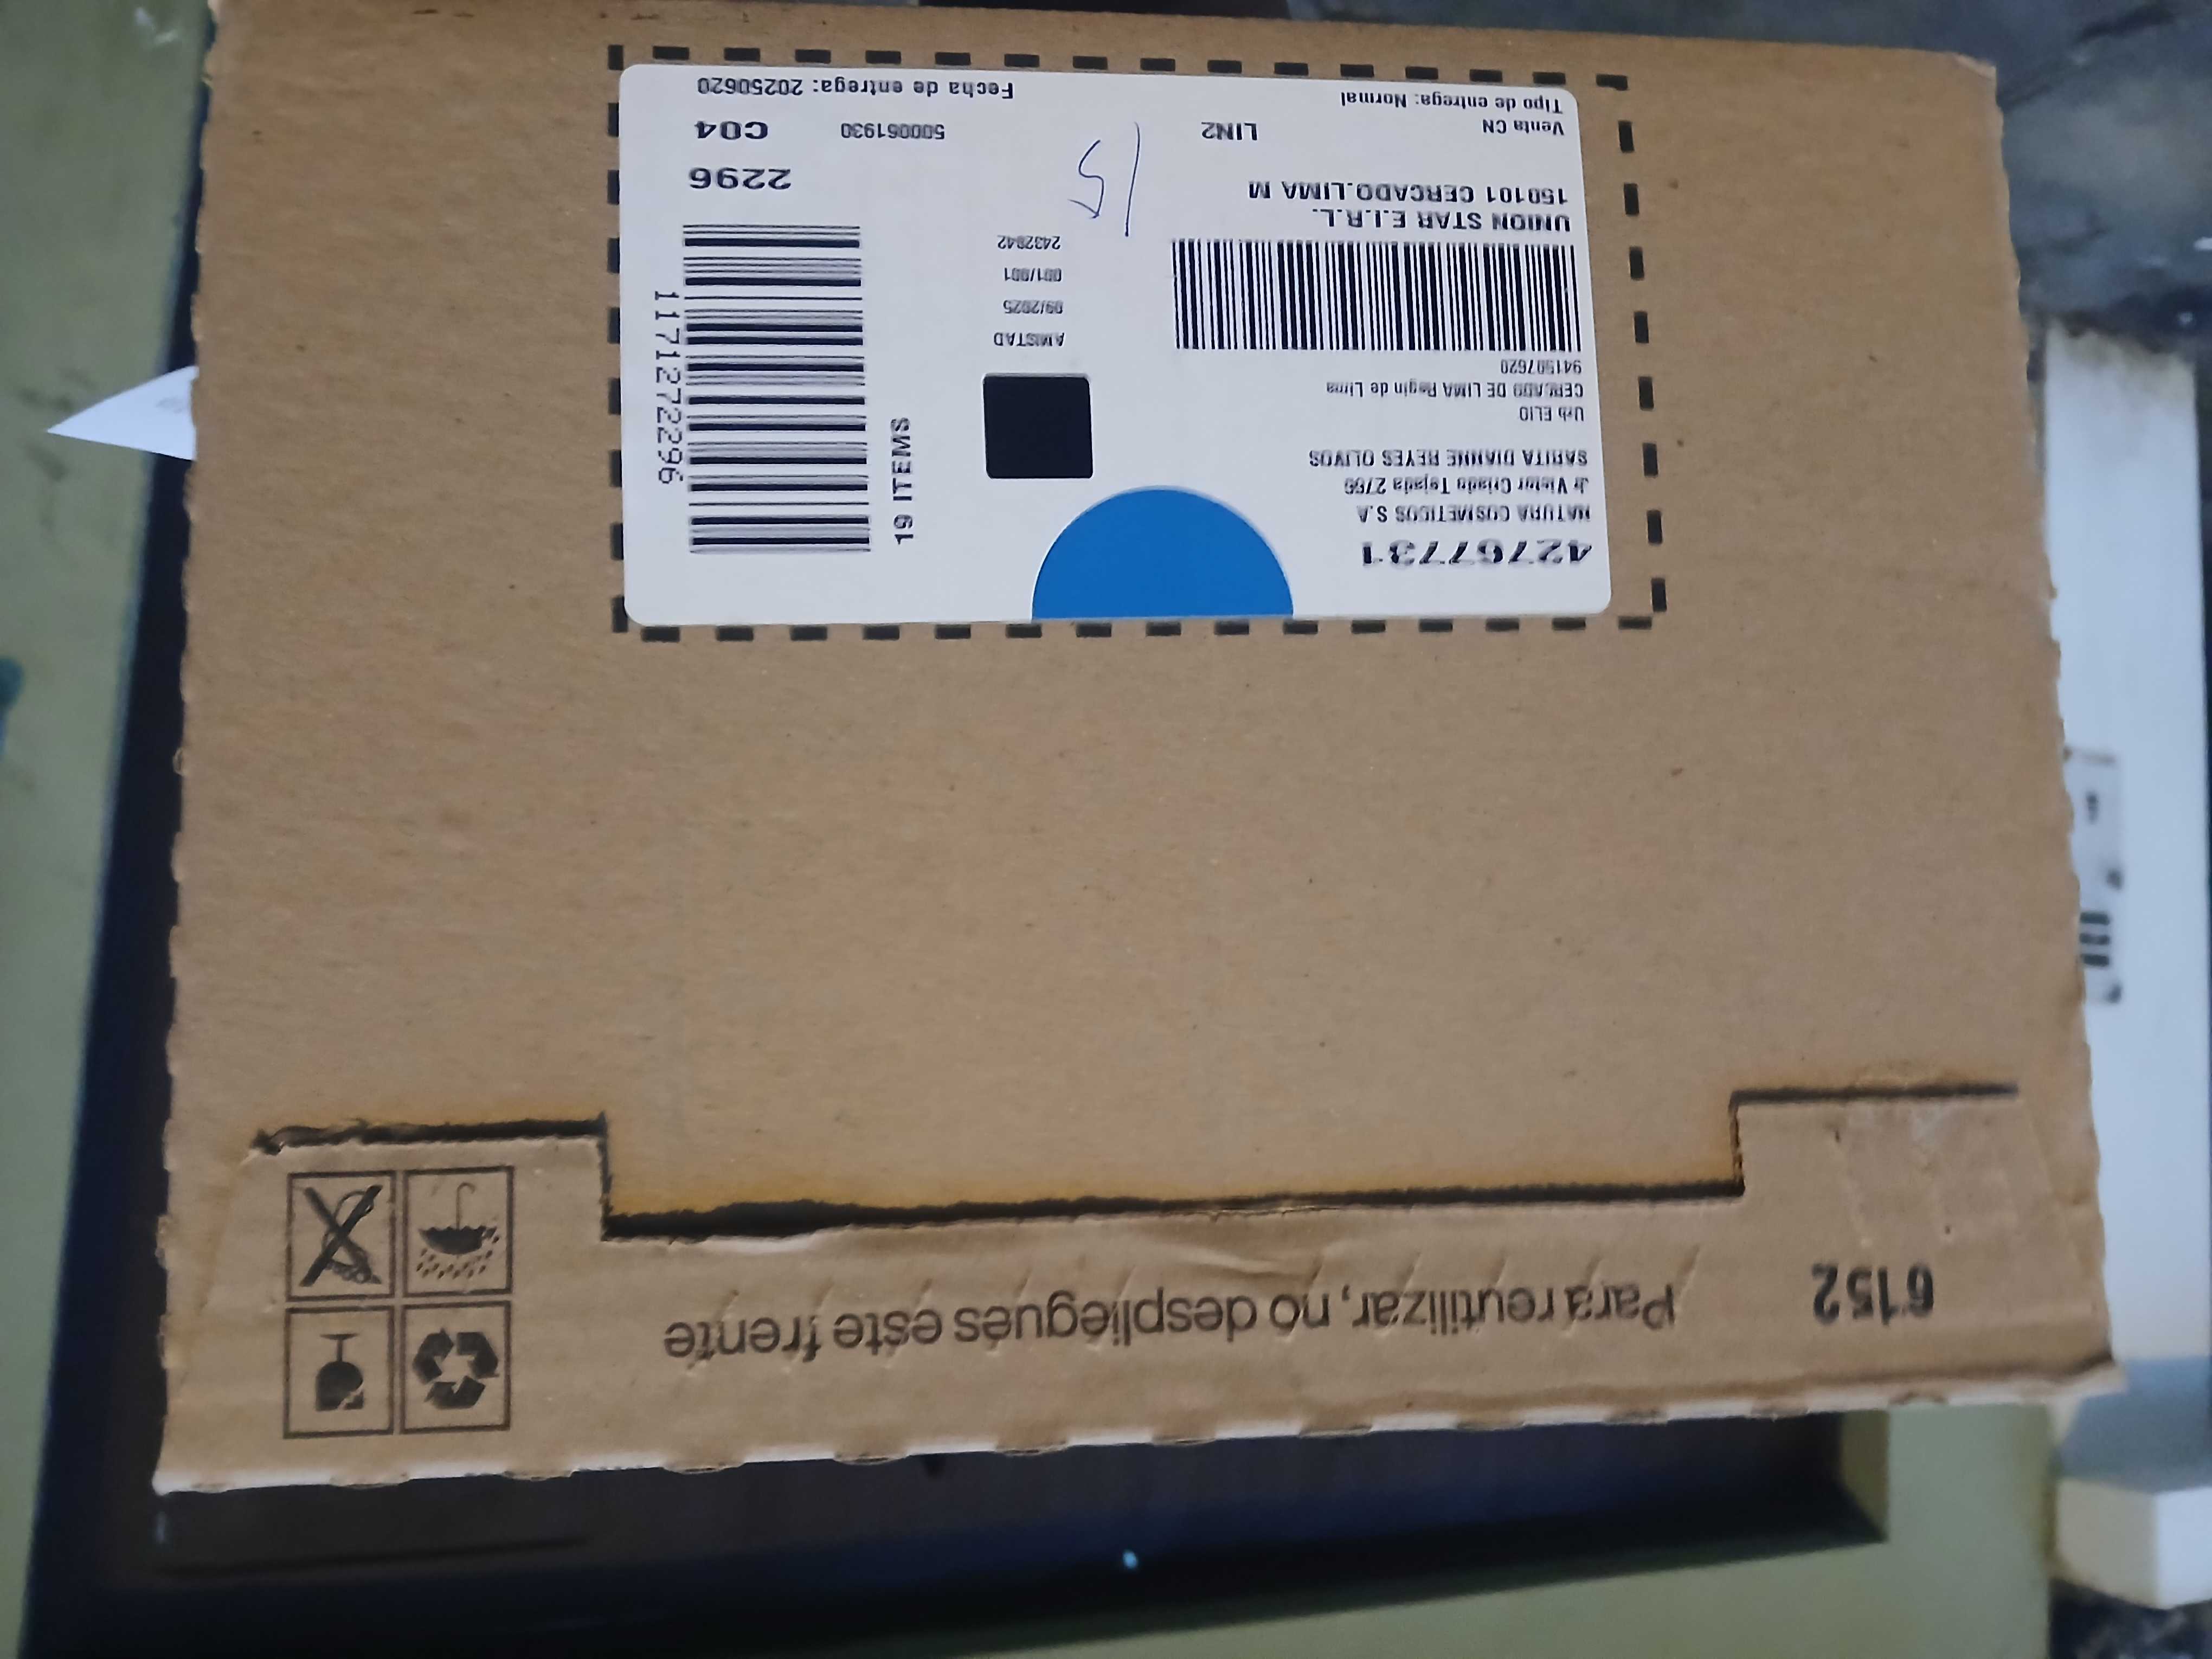 6152
Para reutilizar, no despliegues este frente
42767731
NATURA COSMETICOS S.A
Jr Victor Criado Tejada 2766
SARITA DIANNE REYES OLIVOS
Urb ELIO
CERCADO DE LIMA Regin de Lima
941507620
UNION STAR E.I.R.L.
150101 CERCADO.LIMA M
Venta CN
LIN2
Tipo de entrega: Normal
AMISTAD
09/2025
001/001
2432842
15
19 ITEMS
1171272296
2296
500061930
C04
Fecha de entrega: 20250620